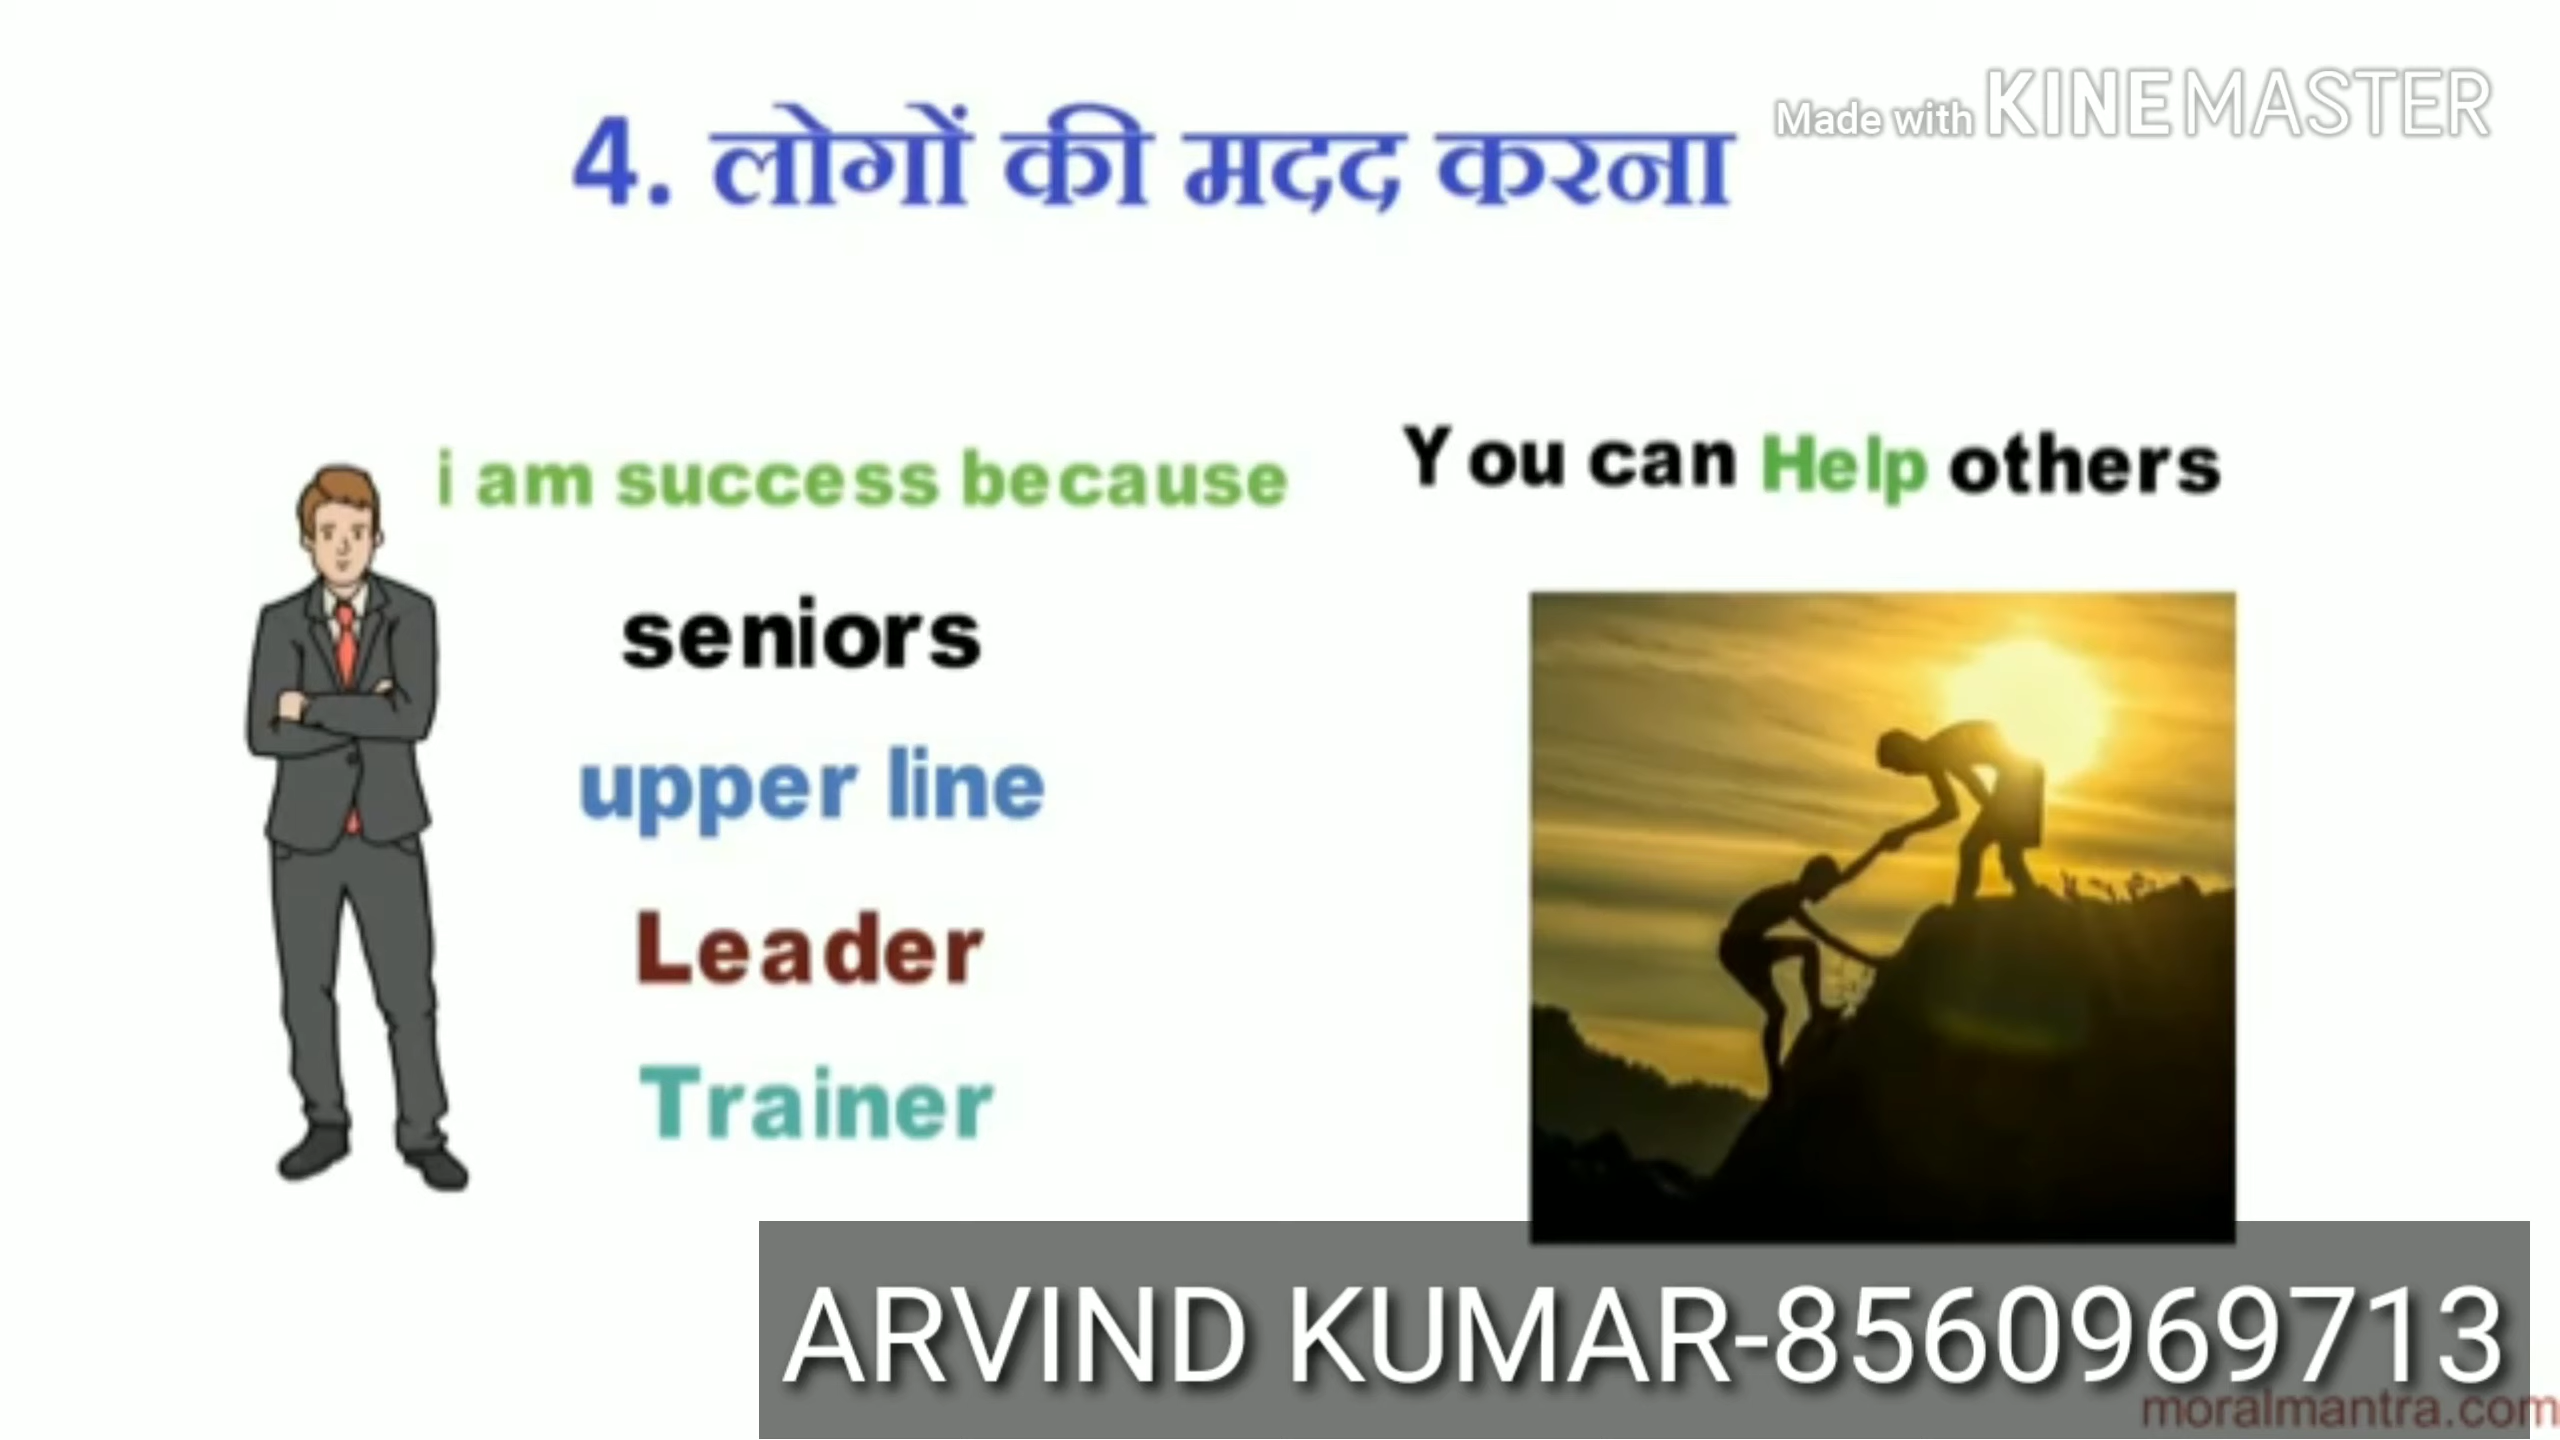 Made with KINEMASTER
4. लोगों की मदद करना
i am success because
seniors
upper line
Leader
Trainer
You can Help others
ARVIND KUMAR-8560969713
moralmantra.com